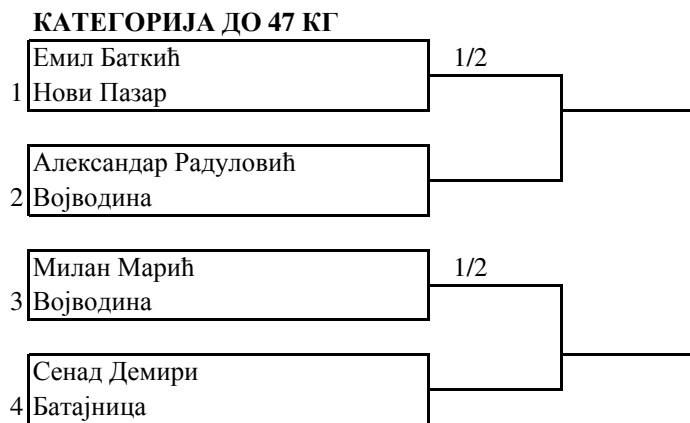 КАТЕГОРИЈА ДО 47 КГ
Емил Баткић 1/2
1 Нови Пазар
Александар Радуловић
2 Војводина
Милан Марић 1/2
3 Војводина
Сенад Демири
4 Батајница